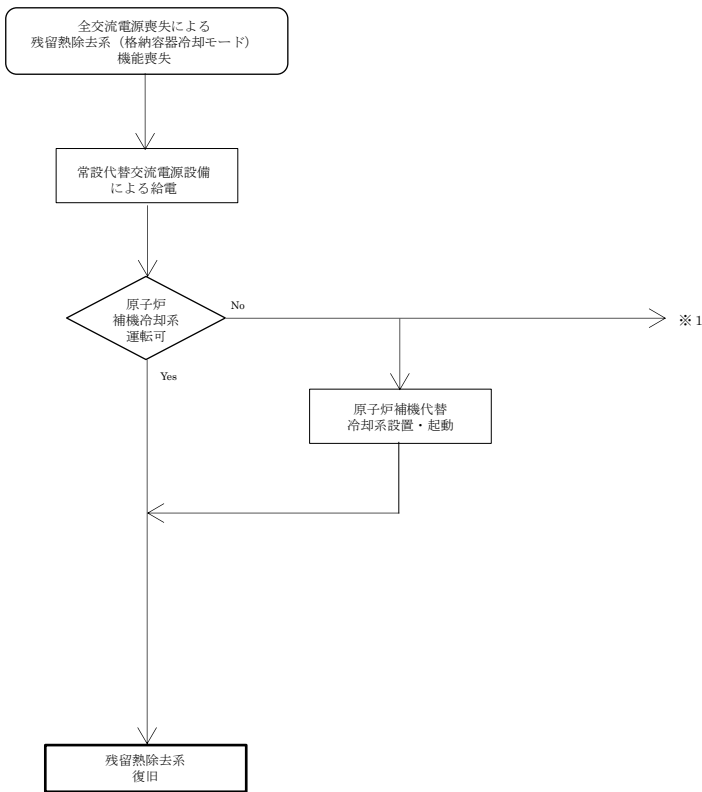 全交流電源喪失による
残留熱除去系（格納容器冷却モード）
機能喪失
常設代替交流電源設備
による給電
原子炉
補機冷却系
運転可
No
※1
Yes
原子炉補機代替
冷却系設置・起動
残留熱除去系
復旧